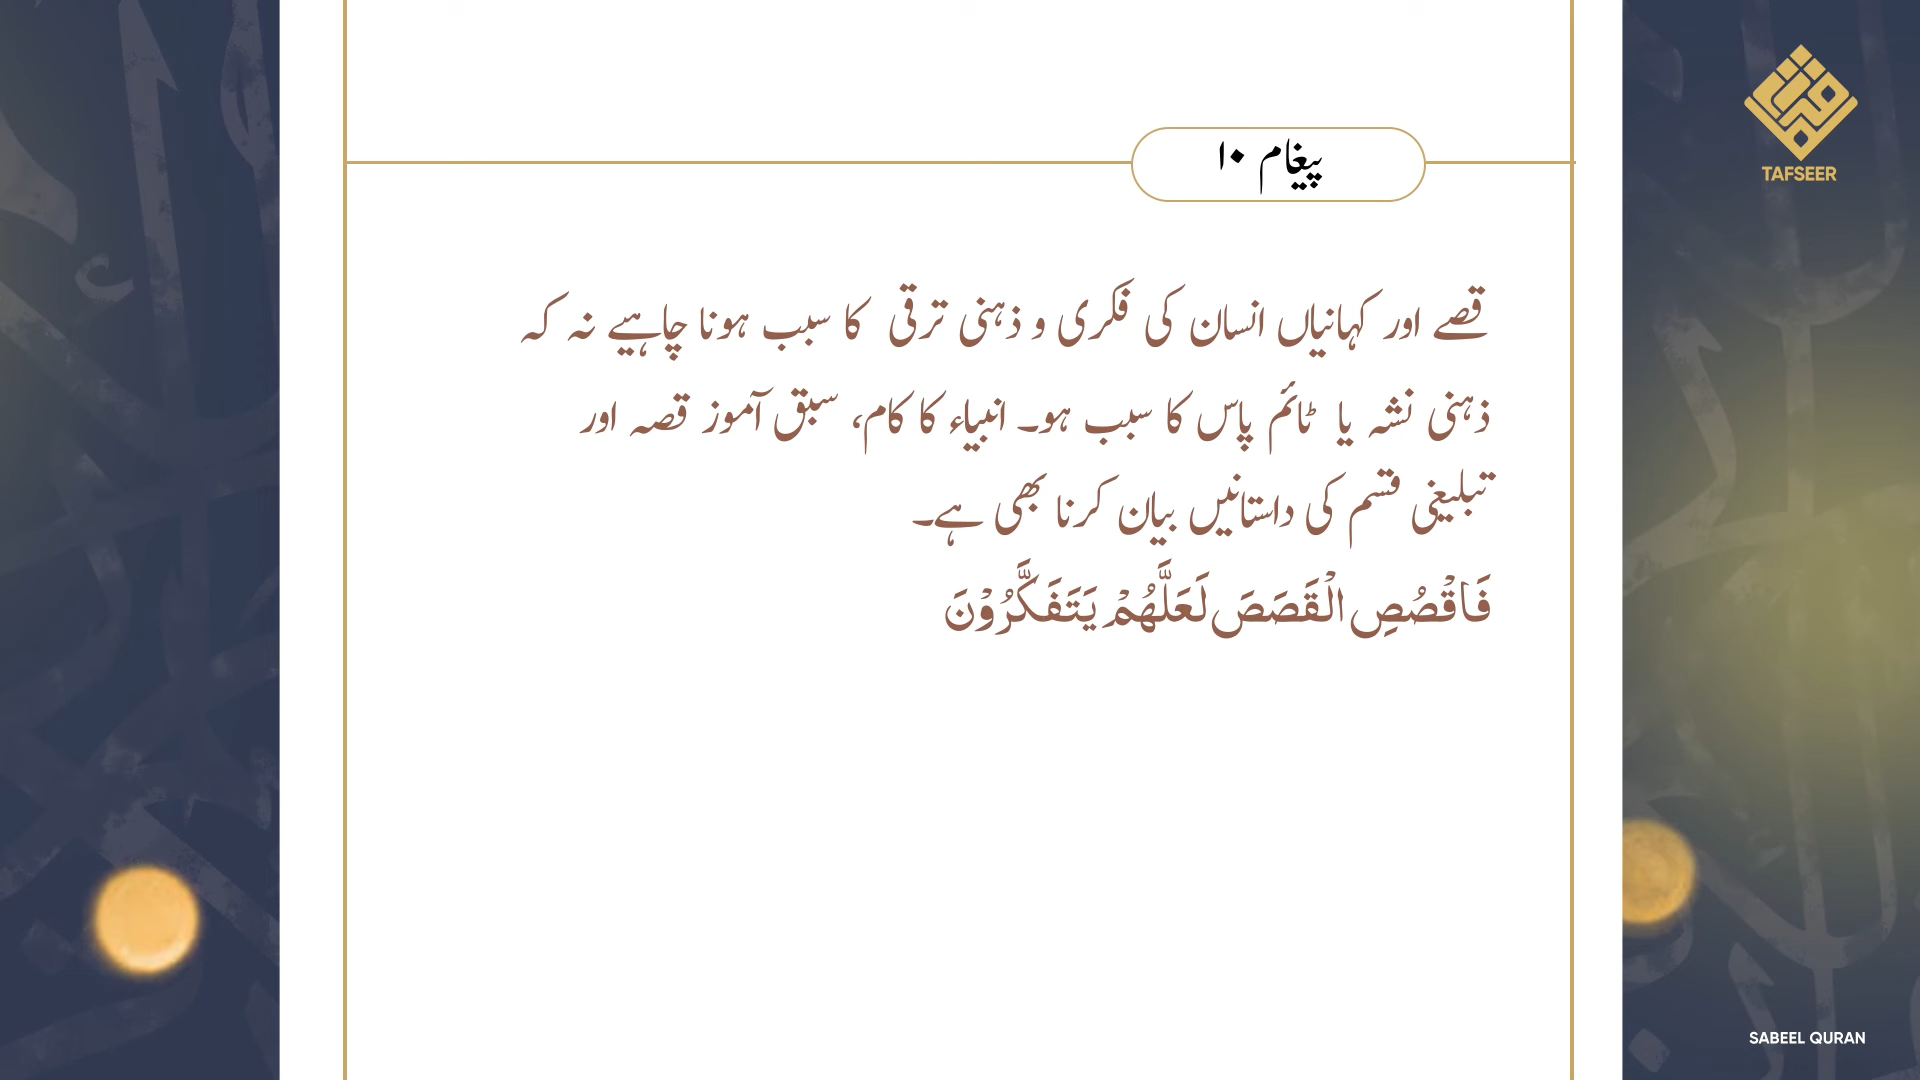 پیغام ۱۰
قصے اور کہانیاں انسان کی فکری و ذہنی ترقی کا سبب ہونا چاہیے نہ کہ
ذہنی نشہ یا ٹائم پاس کا سبب ہو۔ انبیاء کا کام، سبق آموز قصہ اور
تبلیغی قسم کی داستانیں بیان کرنا بھی ہے۔
فَاقْصُصِ الْقَصَصَ لَعَلَّهُمْ يَتَفَكَّرُوْنَ
TAFSEER
SABEEL QURAN